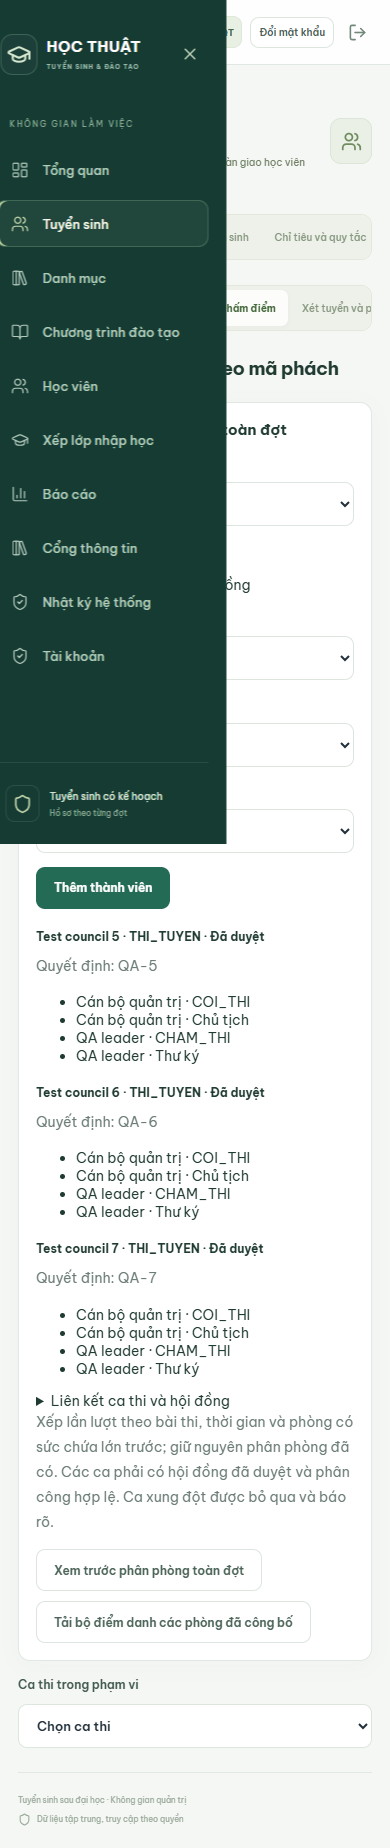 HỌC THUẬT
TUYỂN SINH & ĐÀO TẠO
Đổi mật khẩu
KHÔNG GIAN LÀM VIỆC
Tổng quan
Tuyển sinh
Danh mục
Chương trình đào tạo
Học viên
Xếp lớp nhập học
Báo cáo
Cổng thông tin
Nhật ký hệ thống
Tài khoản
Tuyển sinh có kế hoạch
Hồ sơ theo từng đợt
bàn giao học viên
sinh
Chỉ tiêu và quy tắc
chấm điểm
Xét tuyển và p
eo mã phách
toàn đợt
đồng
Thêm thành viên
Test council 5 · THI_TUYEN · Đã duyệt
Quyết định: QA-5
• Cán bộ quản trị · COI_THI
• Cán bộ quản trị · Chủ tịch
• QA leader · CHAM_THI
• QA leader · Thư ký
Test council 6 · THI_TUYEN · Đã duyệt
Quyết định: QA-6
• Cán bộ quản trị · COI_THI
• Cán bộ quản trị · Chủ tịch
• QA leader · CHAM_THI
• QA leader · Thư ký
Test council 7 · THI_TUYEN · Đã duyệt
Quyết định: QA-7
• Cán bộ quản trị · COI_THI
• Cán bộ quản trị · Chủ tịch
• QA leader · CHAM_THI
• QA leader · Thư ký
Liên kết ca thi và hội đồng
Xếp lần lượt theo bài thi, thời gian và phòng có
sức chứa lớn trước; giữ nguyên phân phòng đã
có. Các ca phải có hội đồng đã duyệt và phân
công hợp lệ. Ca xung đột được bỏ qua và báo
rõ.
Xem trước phân phòng toàn đợt
Tải bộ điểm danh các phòng đã công bố
Ca thi trong phạm vi
Chọn ca thi
Tuyển sinh sau đại học · Không gian quản trị
Dữ liệu tập trung, truy cập theo quyền